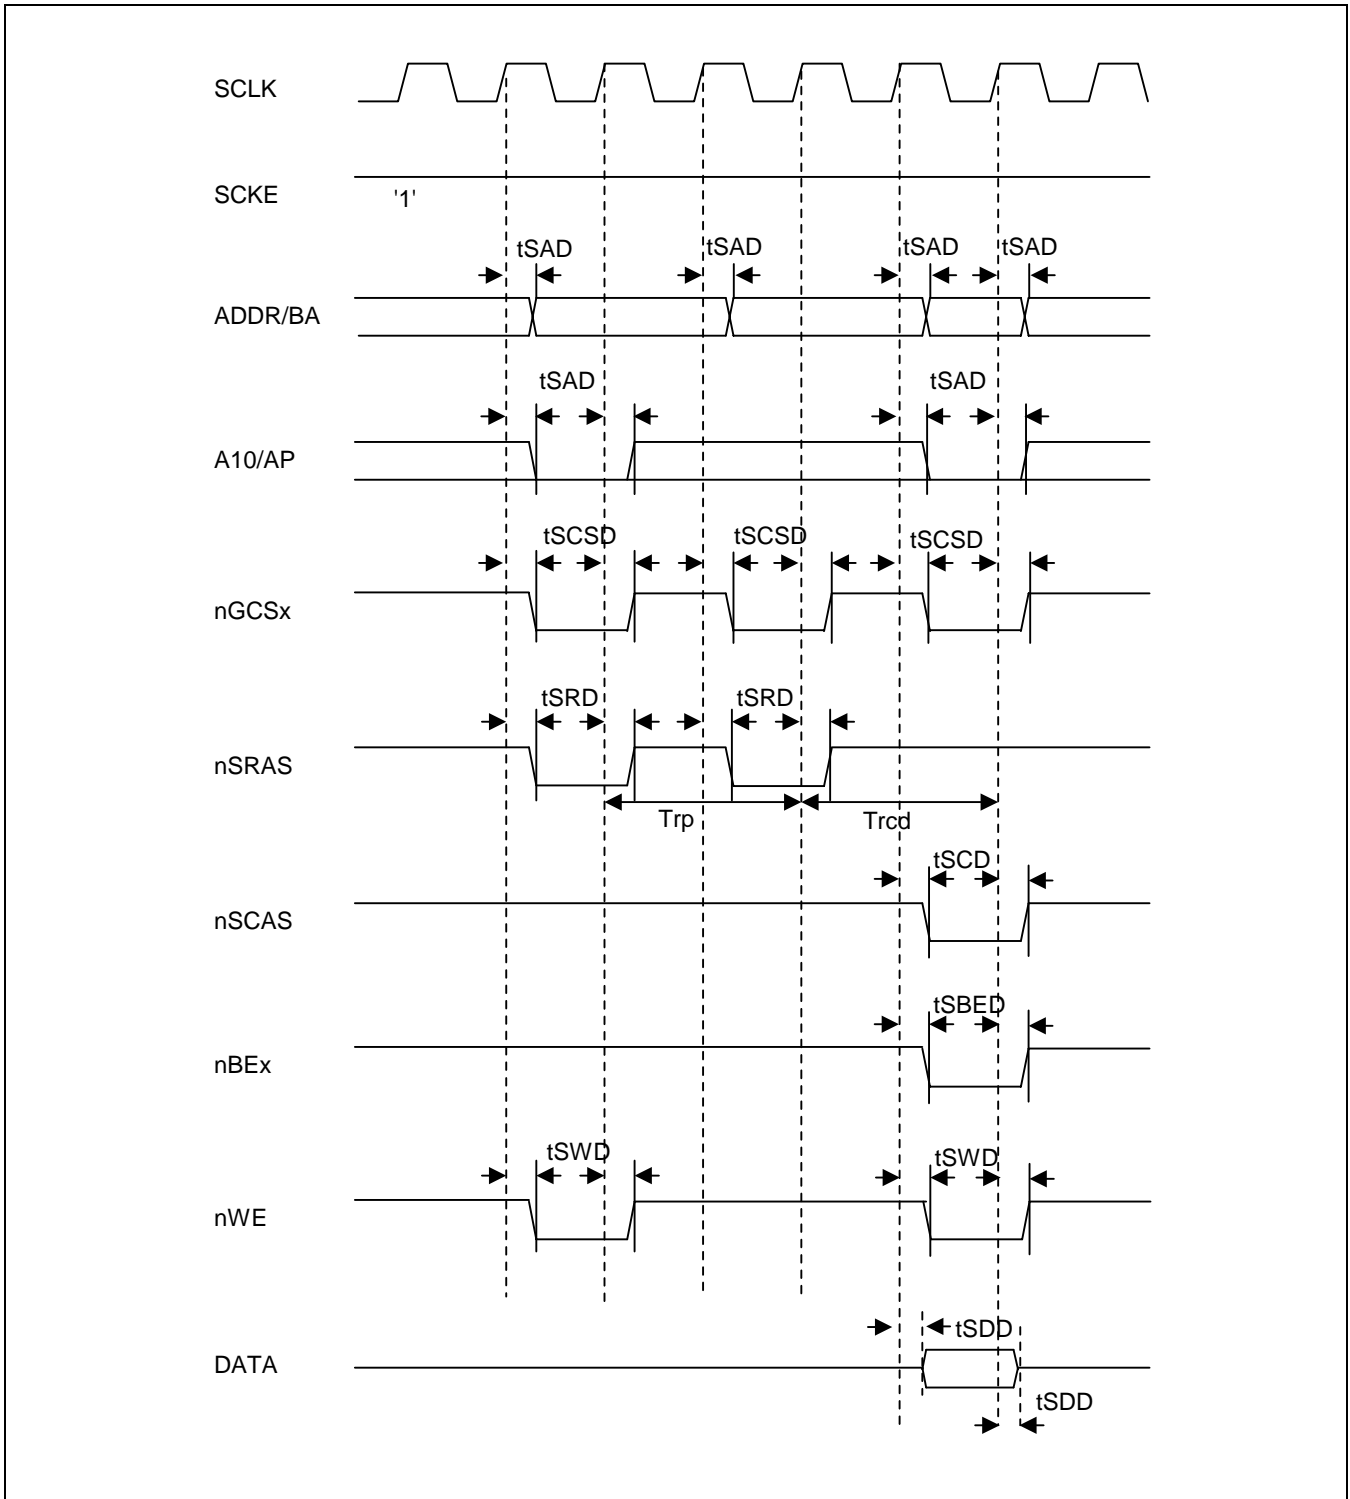 SCLK
SCKE
'1'
tSAD tSAD tSAD tSAD
ADDR/BA
tSAD tSAD
A10/AP
tSCSD tSCSD tSCSD
nGCSx
tSRD tSRD
nSRAS
Trp Trcd
tSCD
nSCAS
tSBED
nBEx
tSWD tSWD
nWE
tSDD
DATA
tSDD